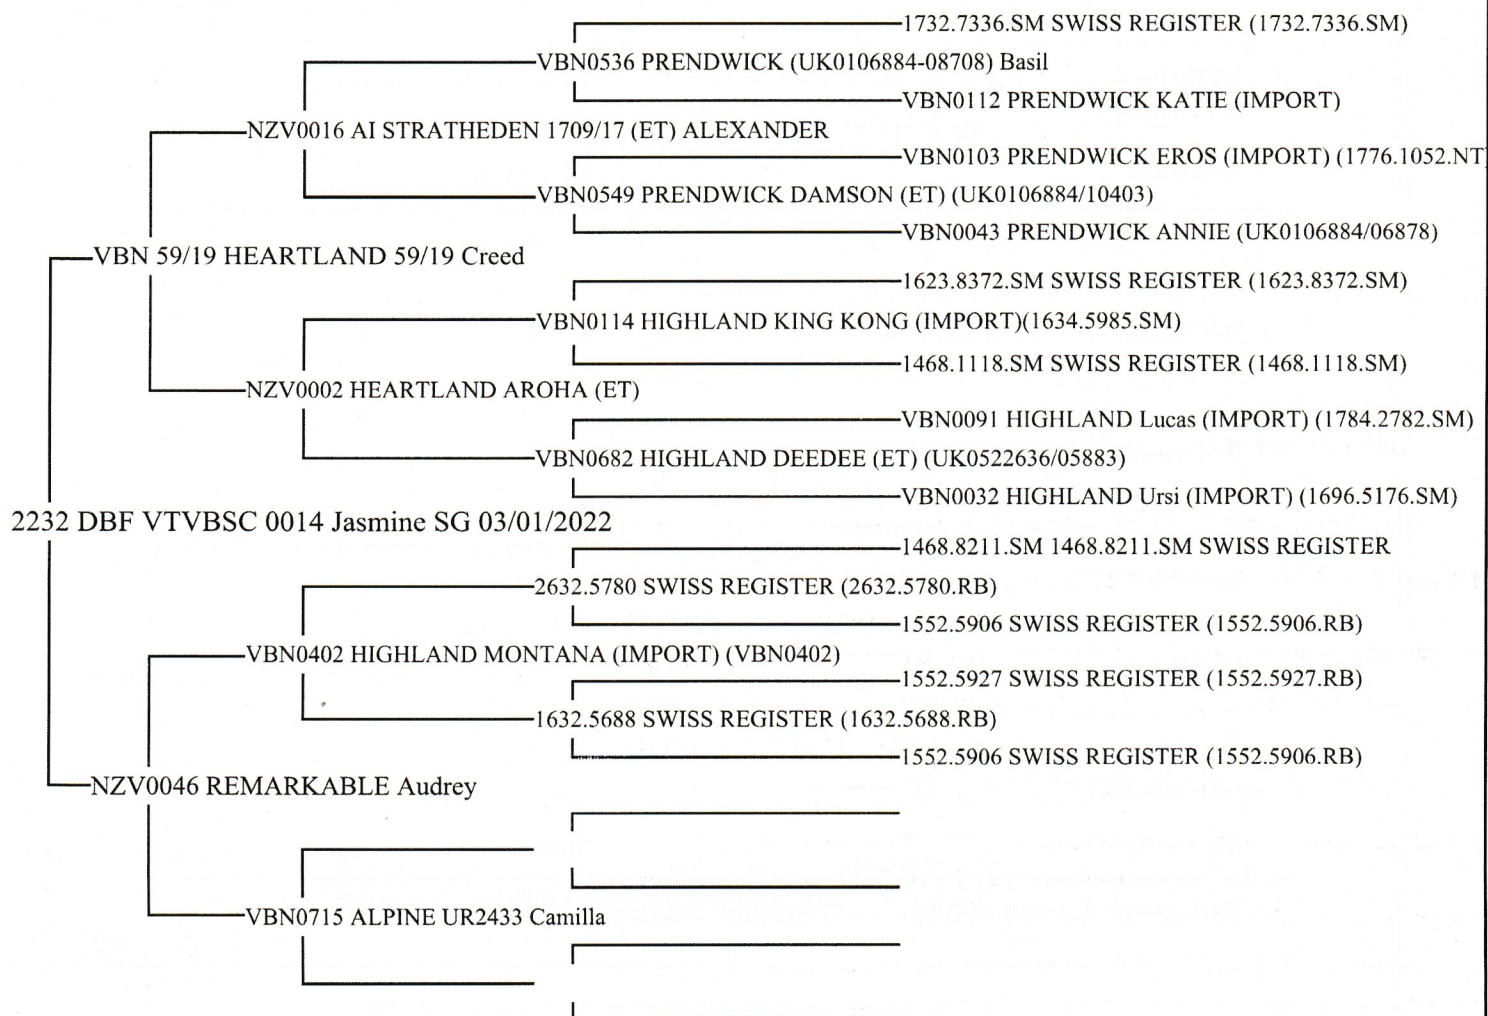 1732.7336.SM SWISS REGISTER (1732.7336.SM)
VBN0536 PRENDWICK (UK0106884-08708) Basil
VBN0112 PRENDWICK KATIE (IMPORT)
NZV0016 AI STRATHEDEN 1709/17 (ET) ALEXANDER
VBN0103 PRENDWICK EROS (IMPORT) (1776.1052.NT)
VBN0549 PRENDWICK DAMSON (ET) (UK0106884/10403)
VBN0043 PRENDWICK ANNIE (UK0106884/06878)
VBN 59/19 HEARTLAND 59/19 Creed
1623.8372.SM SWISS REGISTER (1623.8372.SM)
VBN0114 HIGHLAND KING KONG (IMPORT)(1634.5985.SM)
1468.1118.SM SWISS REGISTER (1468.1118.SM)
NZV0002 HEARTLAND AROHA (ET)
VBN0091 HIGHLAND Lucas (IMPORT) (1784.2782.SM)
VBN0682 HIGHLAND DEEDEE (ET) (UK0522636/05883)
VBN0032 HIGHLAND Ursi (IMPORT) (1696.5176.SM)
2232 DBF VTVBSC 0014 Jasmine SG 03/01/2022
1468.8211.SM 1468.8211.SM SWISS REGISTER
2632.5780 SWISS REGISTER (2632.5780.RB)
1552.5906 SWISS REGISTER (1552.5906.RB)
VBN0402 HIGHLAND MONTANA (IMPORT) (VBN0402)
1552.5927 SWISS REGISTER (1552.5927.RB)
1632.5688 SWISS REGISTER (1632.5688.RB)
1552.5906 SWISS REGISTER (1552.5906.RB)
NZV0046 REMARKABLE Audrey
VBN0715 ALPINE UR2433 Camilla